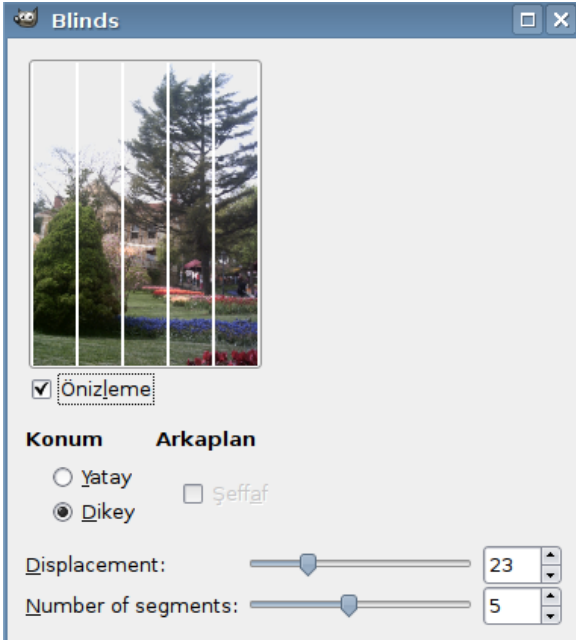 Blinds
Önizleme
Konum Arkaplan
Yatay
Şeffaf
Dikey
Displacement: 23
Number of segments: 5